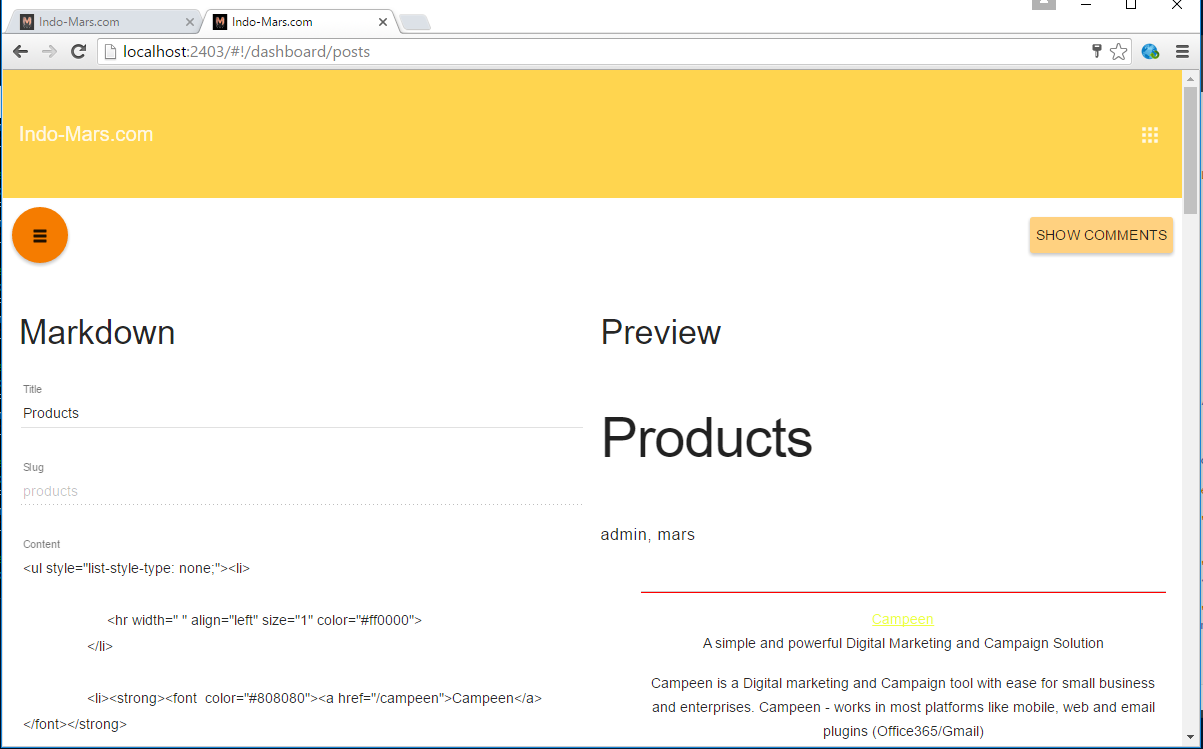 Indo-Mars.com
Indo-Mars.com
localhost:2403/#!/dashboard/posts
Indo-Mars.com
SHOW COMMENTS
Markdown
Title
Products
Slug
products
Content
<ul style="list-style-type: none;"><li>
<hr width=" " align="left" size="1" color="#ff0000">
</li>
<li><strong><font  color="#808080"><a href="/campeen">Campeen</a>
</font></strong>
Preview
Products
admin, mars
Campeen
A simple and powerful Digital Marketing and Campaign Solution
Campeen is a Digital marketing and Campaign tool with ease for small business
and enterprises. Campeen - works in most platforms like mobile, web and email
plugins (Office365/Gmail)